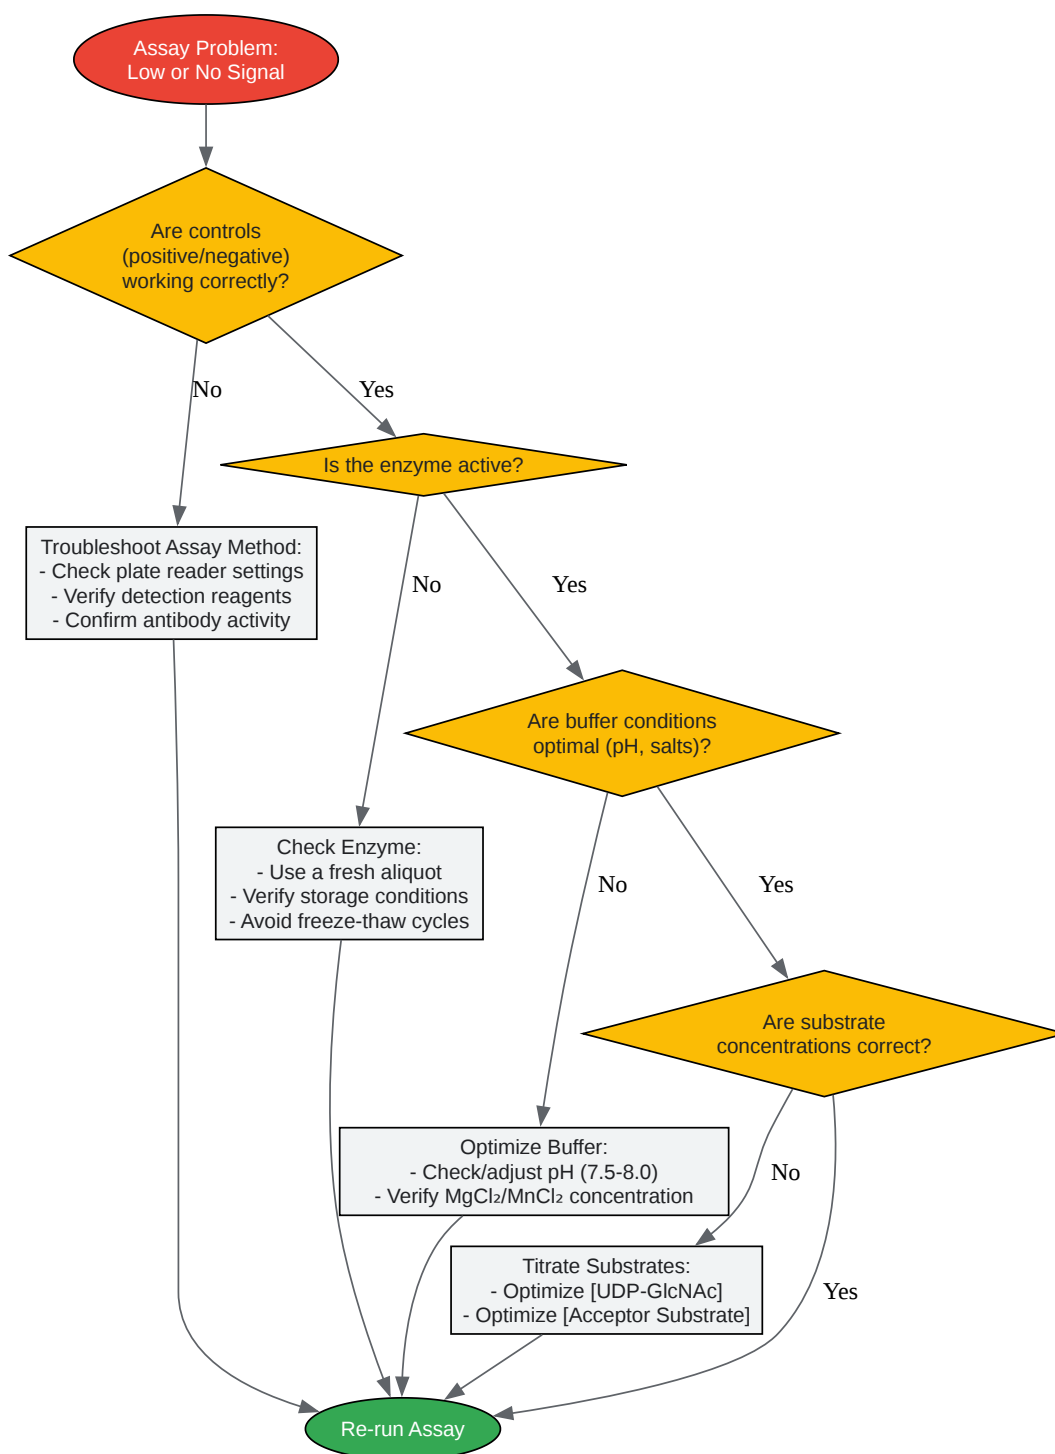 Assay Problem:
Low or No Signal
Are controls
(positive/negative)
working correctly?
No
Yes
Is the enzyme active?
Troubleshoot Assay Method:
- Check plate reader settings
- Verify detection reagents
- Confirm antibody activity
No
Yes
Are buffer conditions
optimal (pH, salts)?
Check Enzyme:
- Use a fresh aliquot
- Verify storage conditions
- Avoid freeze-thaw cycles
No
Yes
Are substrate
concentrations correct?
Optimize Buffer:
- Check/adjust pH (7.5-8.0)
- Verify MgCl₂/MnCl₂ concentration
No
Titrate Substrates:
- Optimize [UDP-GlcNAc]
- Optimize [Acceptor Substrate]
Yes
Re-run Assay